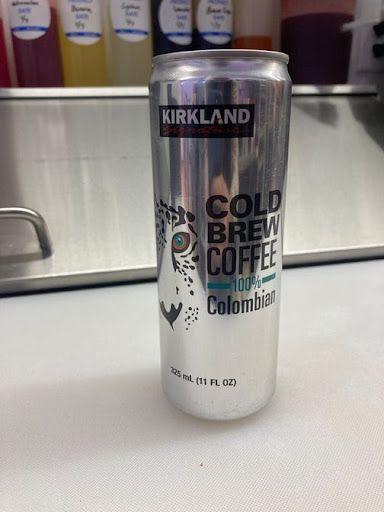 KIRKLAND
Signature
COLD
BREW
COFFEE
100%
Colombian
325 mL (11 FL OZ)